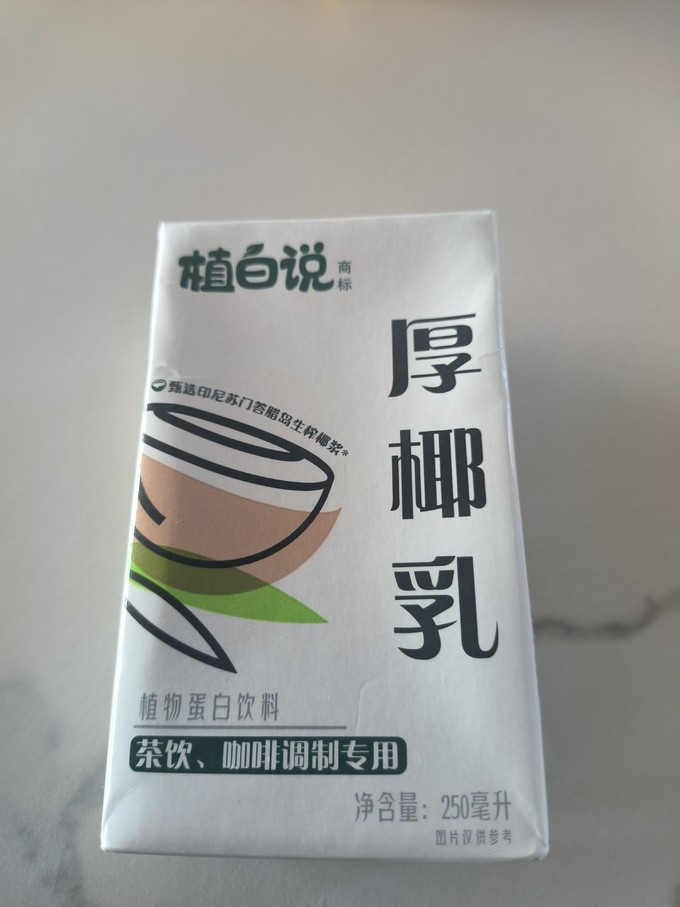 植白说
商标
厚椰乳
甄选印尼苏门答腊岛生榨椰浆*
植物蛋白饮料
茶饮、咖啡调制专用
净含量：250毫升
图片仅供参考